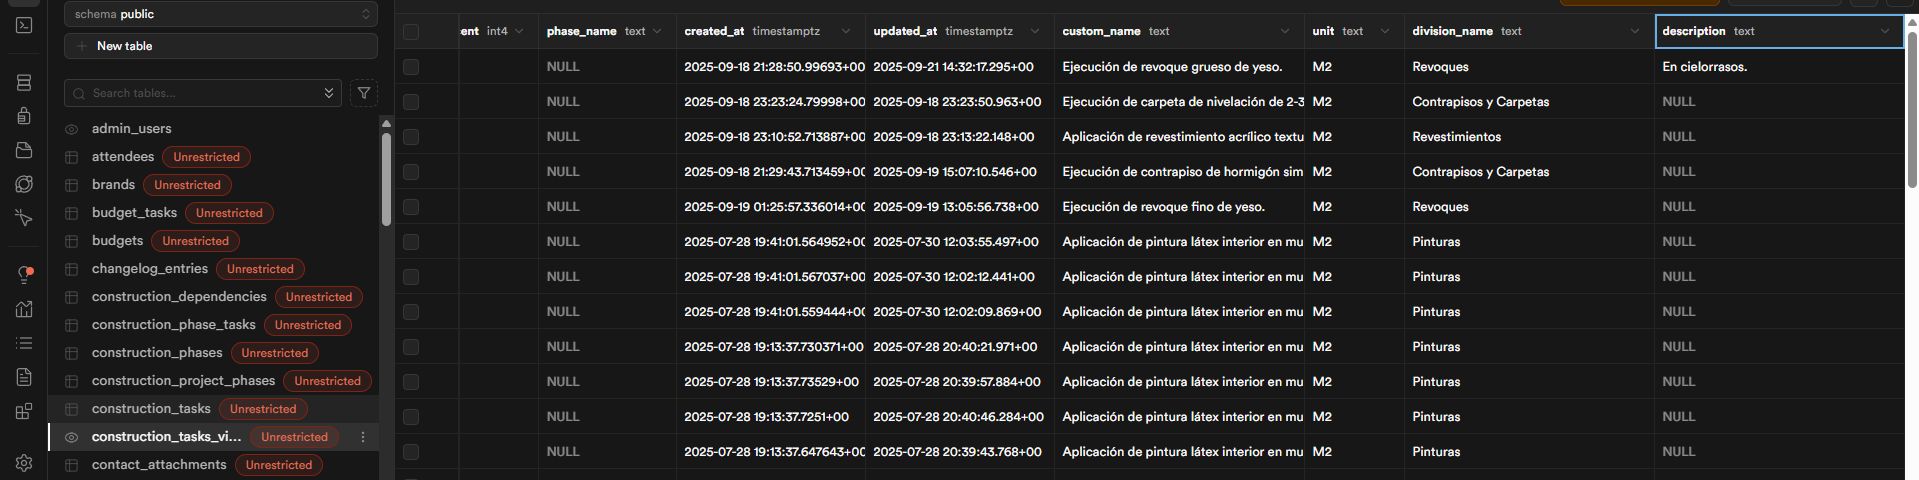 schema public
New table
Search tables...
admin_users
attendees Unrestricted
brands Unrestricted
budget_tasks Unrestricted
budgets Unrestricted
changelog_entries Unrestricted
construction_dependencies Unrestricted
construction_phase_tasks Unrestricted
construction_phases Unrestricted
construction_project_phases Unrestricted
construction_tasks Unrestricted
construction_tasks_vi... Unrestricted
contact_attachments Unrestricted
ent int4 phase_name text created_at timestamptz updated_at timestamptz custom_name text unit text division_name text description text
NULL 2025-09-18 21:28:50.99693+00 2025-09-21 14:32:17.295+00 Ejecución de revoque grueso de yeso. M2 Revoques En cielorrasos.
NULL 2025-09-18 23:23:24.79998+00 2025-09-18 23:23:50.963+00 Ejecución de carpeta de nivelación de 2-3 M2 Contrapisos y Carpetas NULL
NULL 2025-09-18 23:10:52.713887+00 2025-09-18 23:13:22.148+00 Aplicación de revestimiento acrílico textu M2 Revestimientos NULL
NULL 2025-09-18 21:29:43.713459+00 2025-09-19 15:07:10.546+00 Ejecución de contrapiso de hormigón sim M2 Contrapisos y Carpetas NULL
NULL 2025-09-19 01:25:57.336014+00 2025-09-19 13:05:56.738+00 Ejecución de revoque fino de yeso. M2 Revoques NULL
NULL 2025-07-28 19:41:01.564952+00 2025-07-30 12:03:55.497+00 Aplicación de pintura látex interior en mu M2 Pinturas NULL
NULL 2025-07-28 19:41:01.567037+00 2025-07-30 12:02:12.441+00 Aplicación de pintura látex interior en mu M2 Pinturas NULL
NULL 2025-07-28 19:41:01.559444+00 2025-07-30 12:02:09.869+00 Aplicación de pintura látex interior en mu M2 Pinturas NULL
NULL 2025-07-28 19:13:37.730371+00 2025-07-28 20:40:21.971+00 Aplicación de pintura látex interior en mu M2 Pinturas NULL
NULL 2025-07-28 19:13:37.73529+00 2025-07-28 20:39:57.884+00 Aplicación de pintura látex interior en mu M2 Pinturas NULL
NULL 2025-07-28 19:13:37.7251+00 2025-07-28 20:40:46.284+00 Aplicación de pintura látex interior en mu M2 Pinturas NULL
NULL 2025-07-28 19:13:37.647643+00 2025-07-28 20:39:43.768+00 Aplicación de pintura látex interior en mu M2 Pinturas NULL